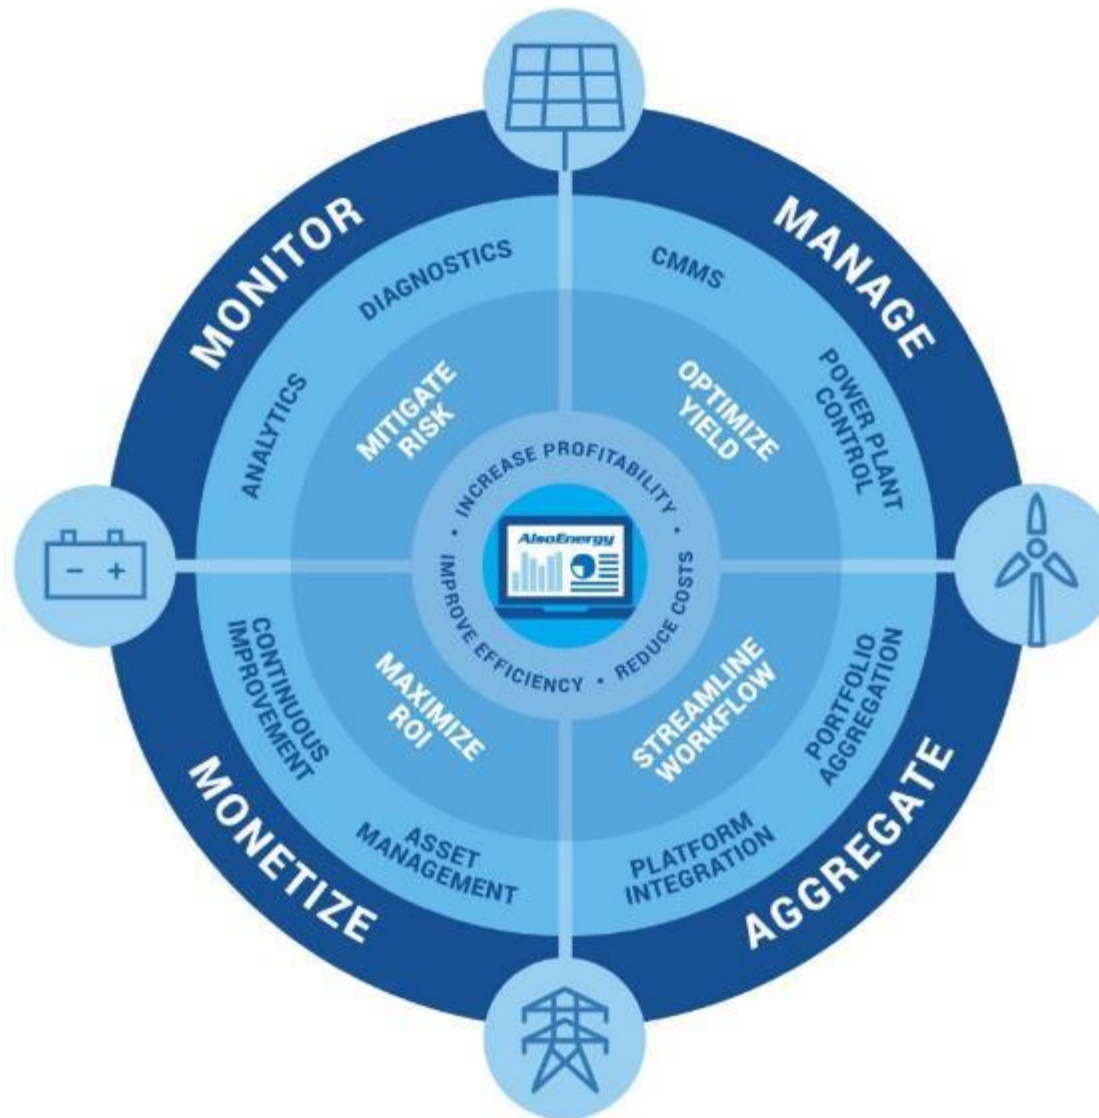 MONITOR
DIAGNOSTICS
ANALYTICS
MITIGATE
RISK
MANAGE
CMMS
POWER PLANT
CONTROL
OPTIMIZE
YIELD
• INCREASE PROFITABILITY •
REDUCE COSTS •
IMPROVE EFFICIENCY
AlsoEnergy
- +
MONETIZE
CONTINUOUS
IMPROVEMENT
ASSET
MANAGEMENT
MAXIMIZE
ROI
AGGREGATE
PORTFOLIO
AGGREGATION
PLATFORM
INTEGRATION
STREAMLINE
WORKFLOW